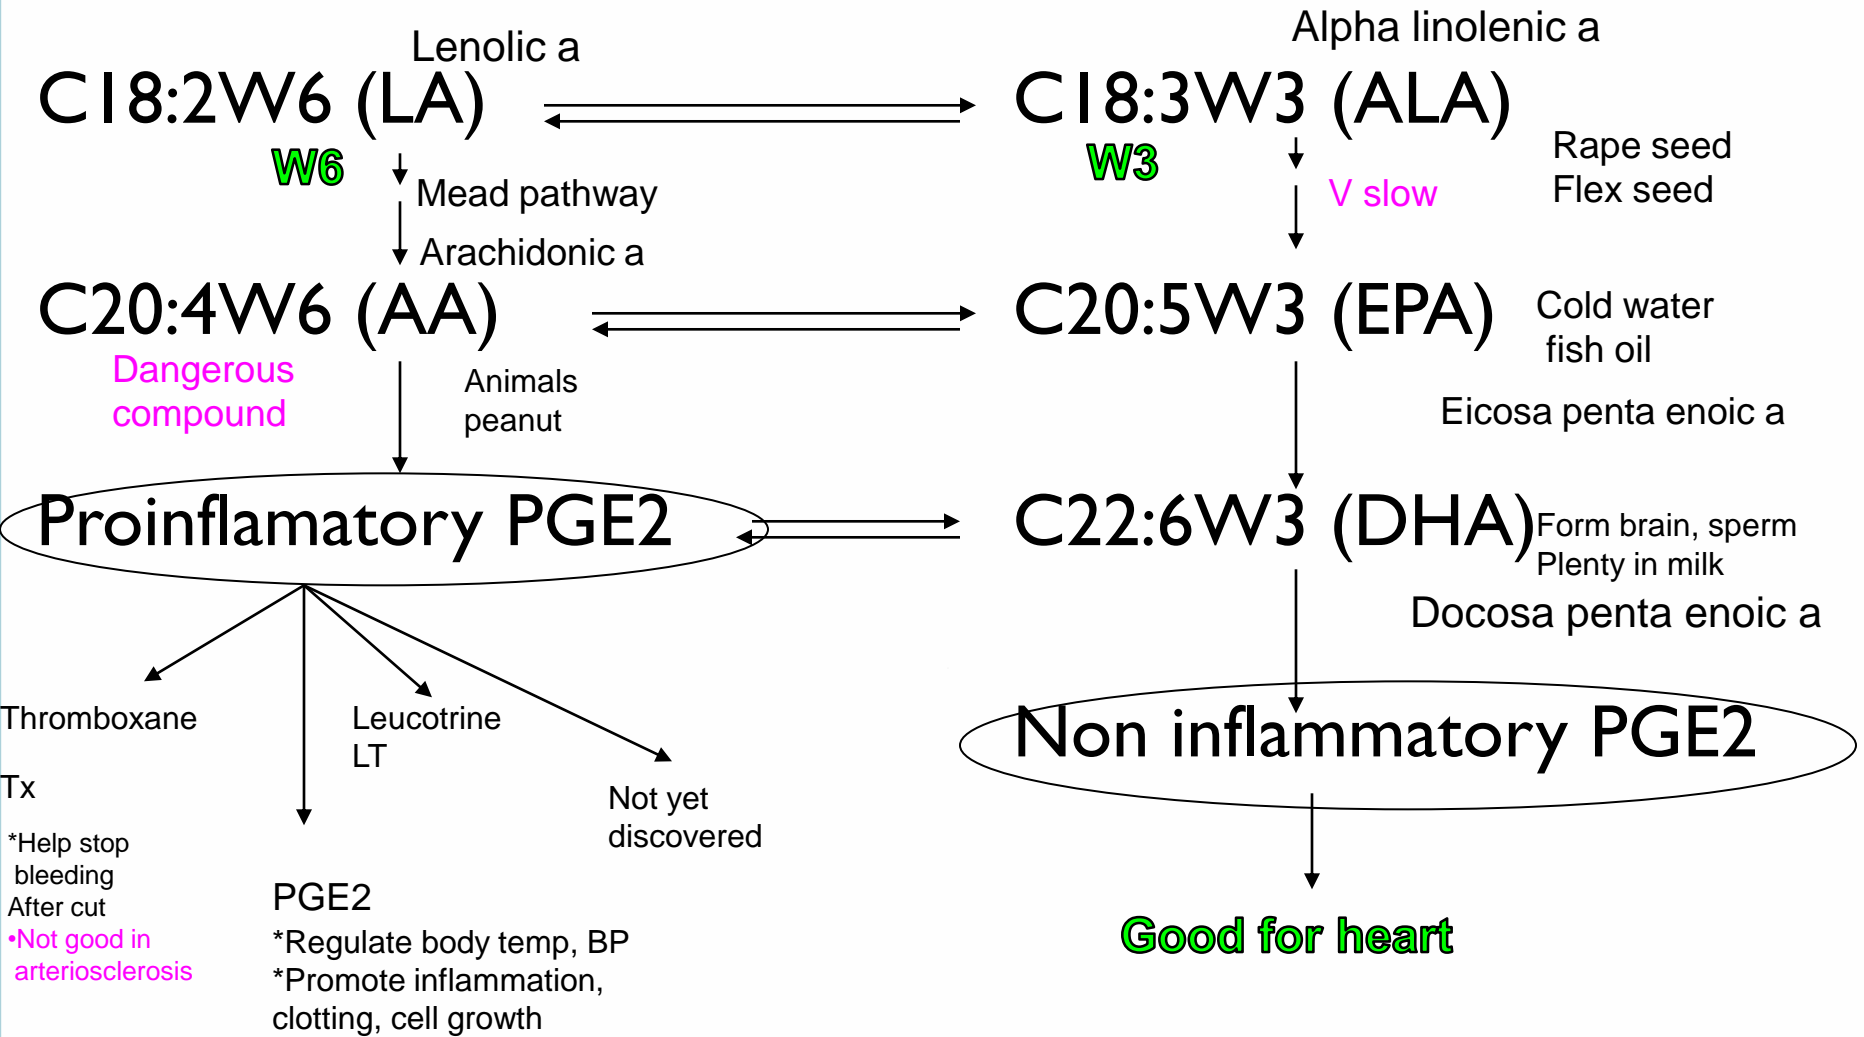 Lenolic a
Alpha linolenic a
C18:2W6 (LA)
C18:3W3 (ALA)
W6
W3
Rape seed
Flex seed
Mead pathway
V slow
Arachidonic a
C20:4W6 (AA)
C20:5W3 (EPA)
Cold water
fish oil
Dangerous
compound
Animals
peanut
Eicosa penta enoic a
Proinflamatory PGE2
C22:6W3 (DHA)
Form brain, sperm
Plenty in milk
Docosa penta enoic a
Thromboxane
Tx
Leucotrine
LT
Not yet
discovered
Non inflammatory PGE2
*Help stop
bleeding
After cut
•Not good in
arteriosclerosis
PGE2
*Regulate body temp, BP
*Promote inflammation,
clotting, cell growth
Good for heart